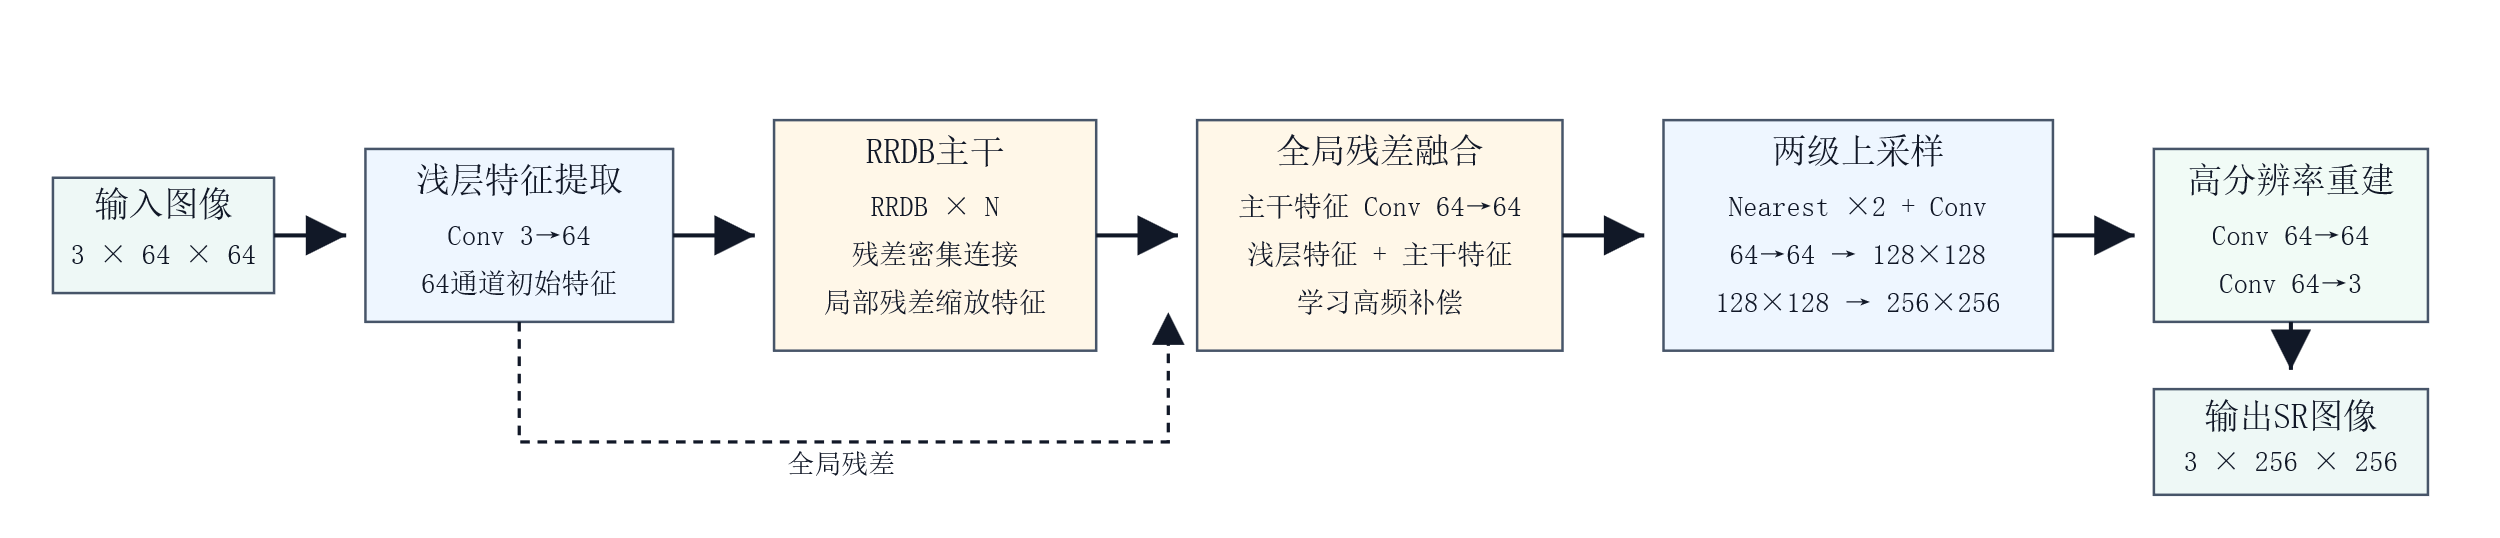 输入图像
3 × 64 × 64
浅层特征提取
Conv 3→64
64通道初始特征
RRDB主干
RRDB × N
残差密集连接
局部残差缩放特征
全局残差融合
主干特征 Conv 64→64
浅层特征 + 主干特征
学习高频补偿
两级上采样
Nearest ×2 + Conv
64→64 → 128×128
128×128 → 256×256
高分辨率重建
Conv 64→64
Conv 64→3
输出SR图像
3 × 256 × 256
全局残差